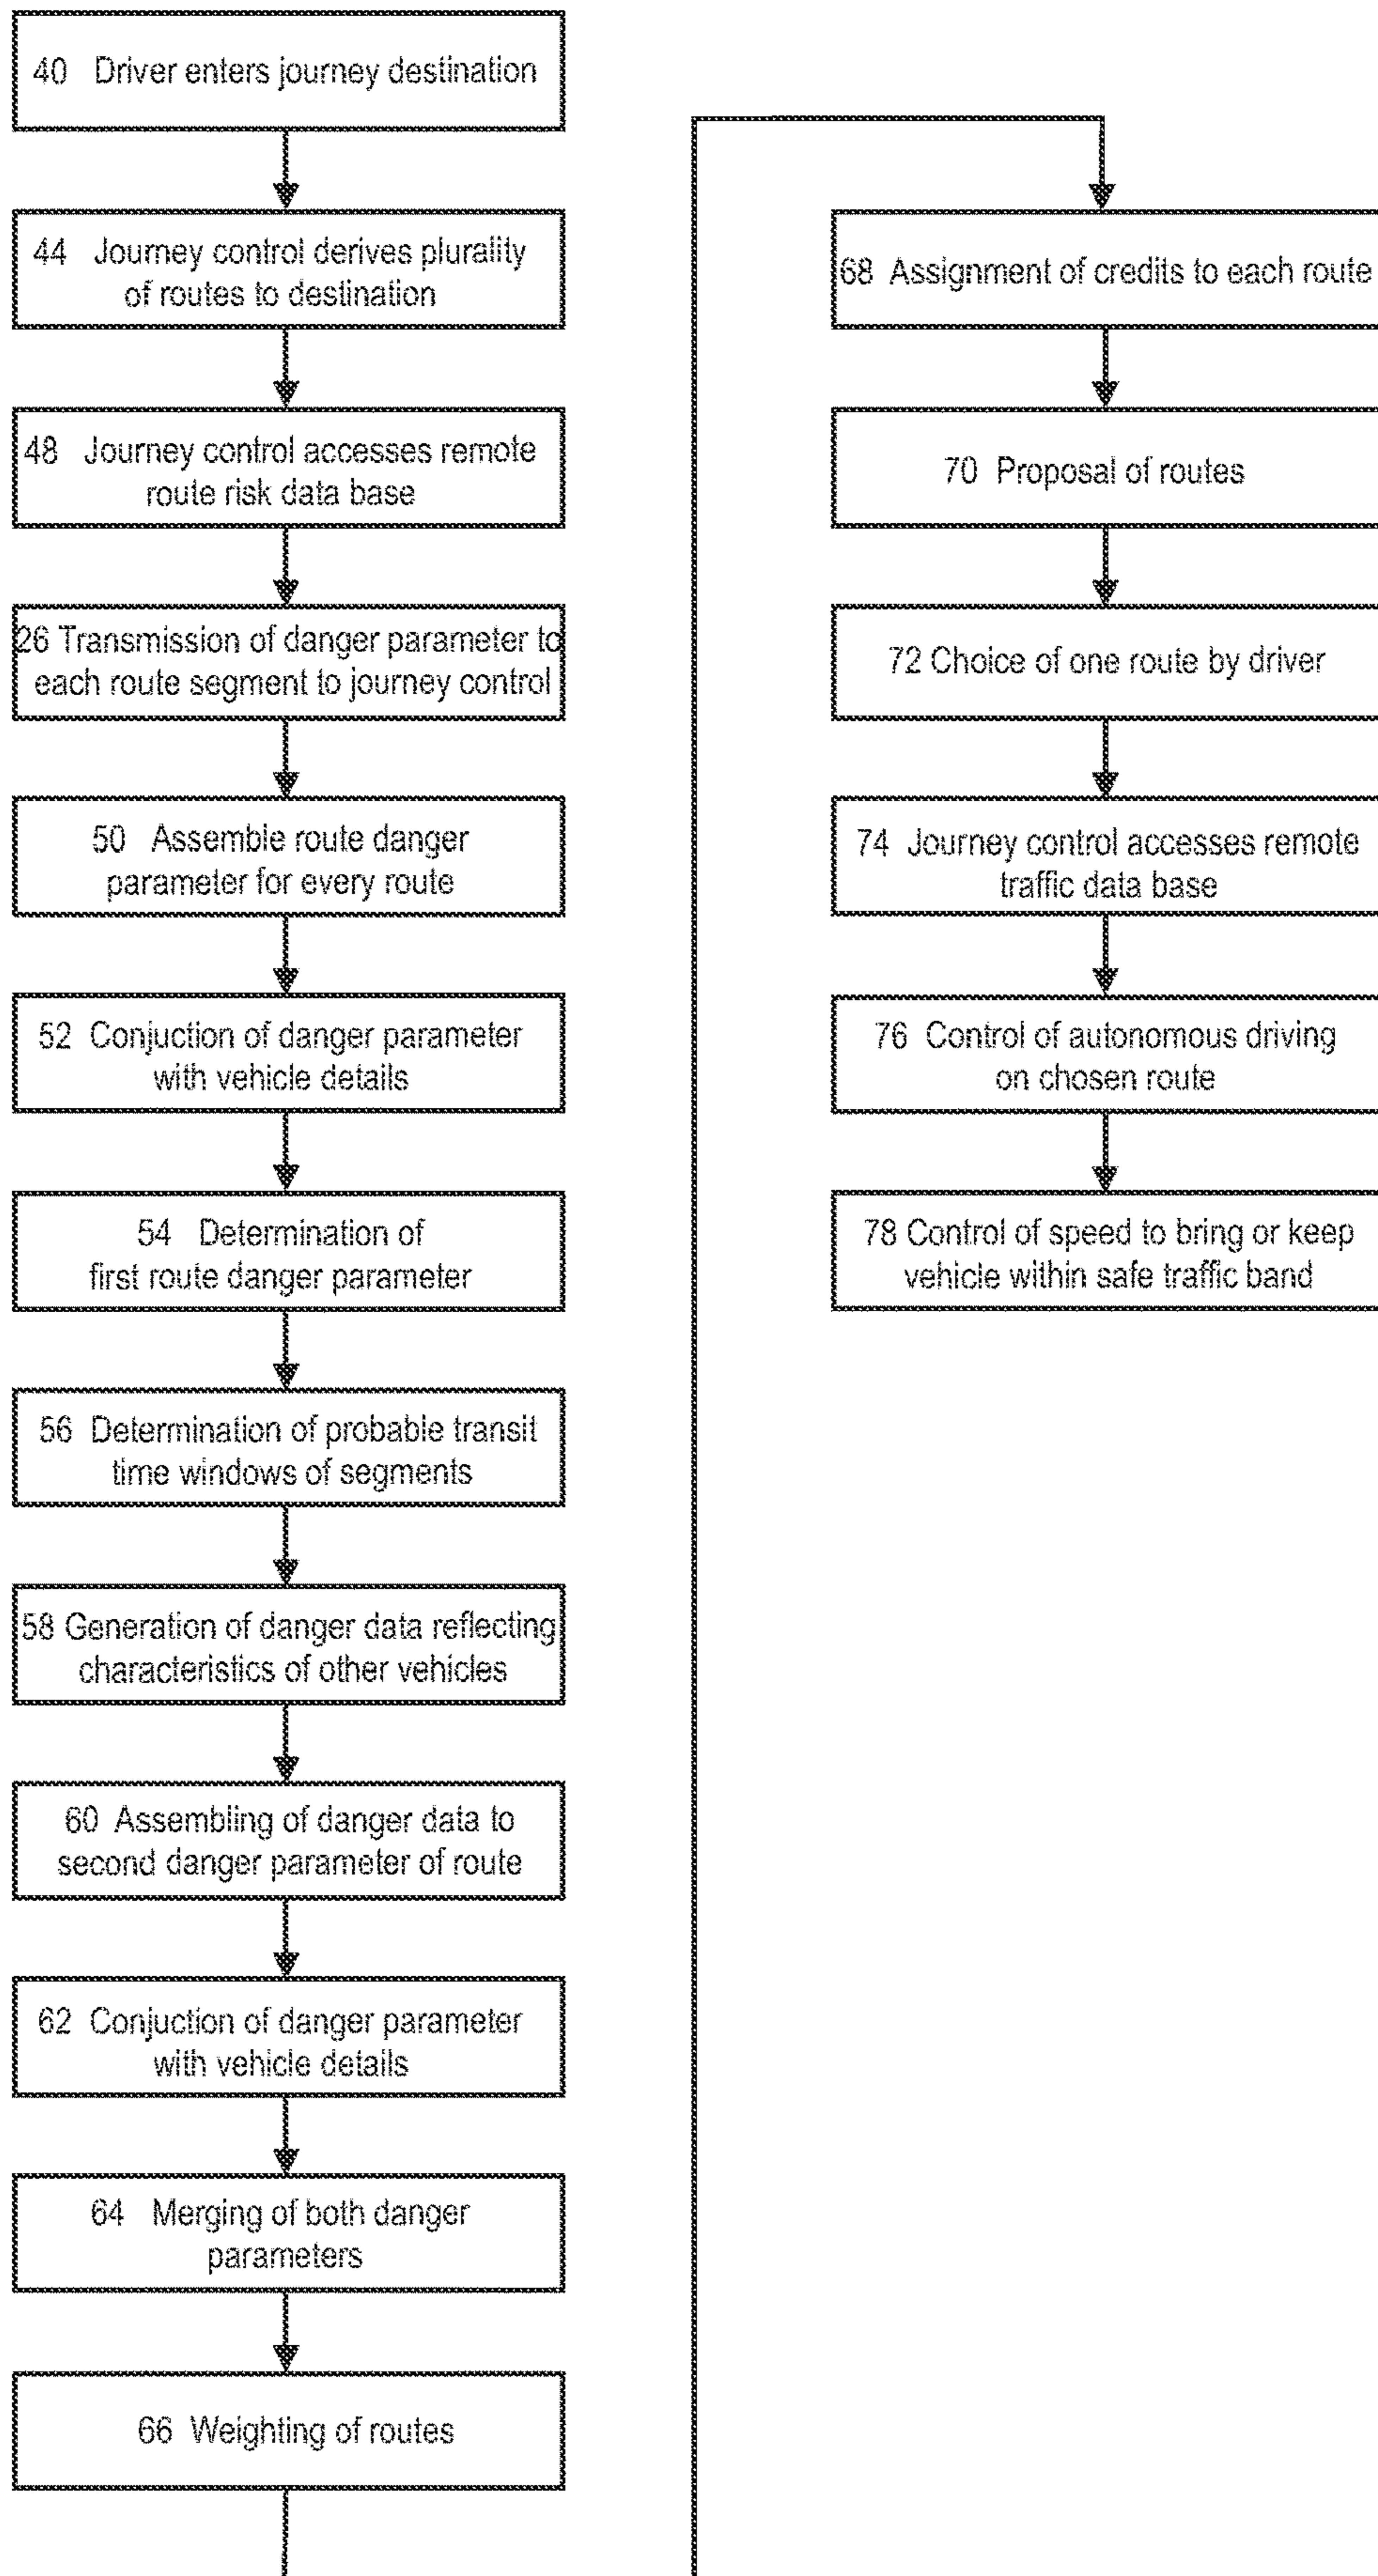 40 Driver enters journey destination
44 Journey control derives plurality
of routes to destination
48 Journey control accesses remote
route risk data base
26 Transmission of danger parameter to
each route segment to journey control
50 Assemble route danger
parameter for every route
52 Conjuction of danger parameter
with vehicle details
54 Determination of
first route danger parameter
56 Determination of probable transit
time windows of segments
58 Generation of danger data reflecting
characteristics of other vehicles
60 Assembling of danger data to
second danger parameter of route
62 Conjuction of danger parameter
with vehicle details
64 Merging of both danger
parameters
66 Weighting of routes
68 Assignment of credits to each route
70 Proposal of routes
72 Choice of one route by driver
74 Journey control accesses remote
traffic data base
76 Control of autonomous driving
on chosen route
78 Control of speed to bring or keep
vehicle within safe traffic band